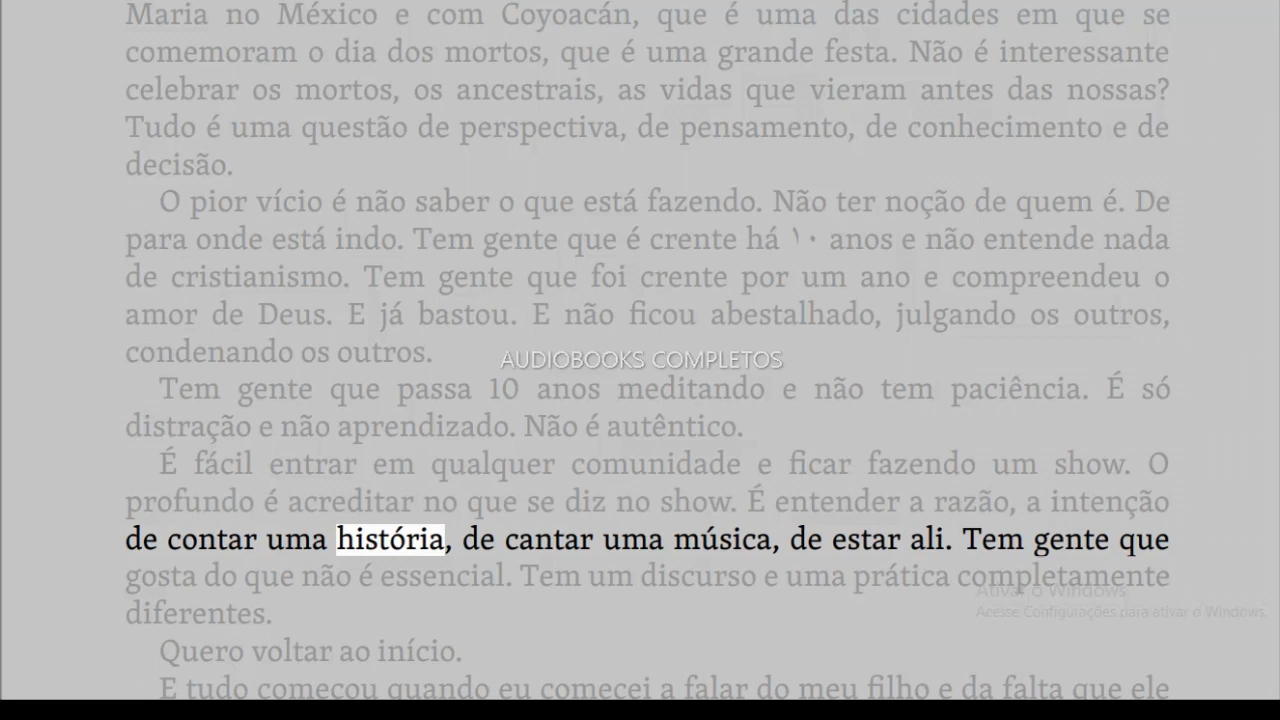 Maria no México e com Coyoacán, que é uma das cidades em que se
comemoram o dia dos mortos, que é uma grande festa. Não é interessante
celebrar os mortos, os ancestrais, as vidas que vieram antes das nossas?
Tudo é uma questão de perspectiva, de pensamento, de conhecimento e de
decisão.
O pior vício é não saber o que está fazendo. Não ter noção de quem é. De
para onde está indo. Tem gente que é crente há ١٠ anos e não entende nada
de cristianismo. Tem gente que foi crente por um ano e compreendeu o
amor de Deus. E já bastou. E não ficou abestalhado, julgando os outros,
condenando os outros.
AUDIOBOOKS COMPLETOS
Tem gente que passa 10 anos meditando e não tem paciência. É só
distração e não aprendizado. Não é autêntico.
É fácil entrar em qualquer comunidade e ficar fazendo um show. O
profundo é acreditar no que se diz no show. É entender a razão, a intenção
de contar uma história, de cantar uma música, de estar ali. Tem gente que
gosta do que não é essencial. Tem um discurso e uma prática completamente
diferentes.
Ativar o Windows
Acesse Configurações para ativar o Windows.
Quero voltar ao início.
E tudo começou quando eu comecei a falar do meu filho e da falta que ele